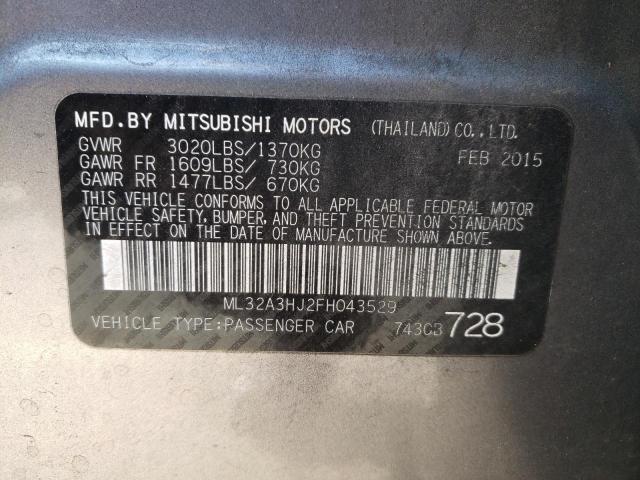 MFD.BY MITSUBISHI MOTORS (THAILAND) CO.,LTD.
GVWR 3020LBS/1370KG FEB 2015
GAWR FR 1609LBS/ 730KG
GAWR RR 1477LBS/ 670KG
THIS VEHICLE CONFORMS TO ALL APPLICABLE FEDERAL MOTOR
VEHICLE SAFETY, BUMPER, AND THEFT PREVENTION STANDARDS
IN EFFECT ON THE DATE OF MANUFACTURE SHOWN ABOVE.
ML32A3HJ2FH043529
VEHICLE TYPE:PASSENGER CAR 743C3 728